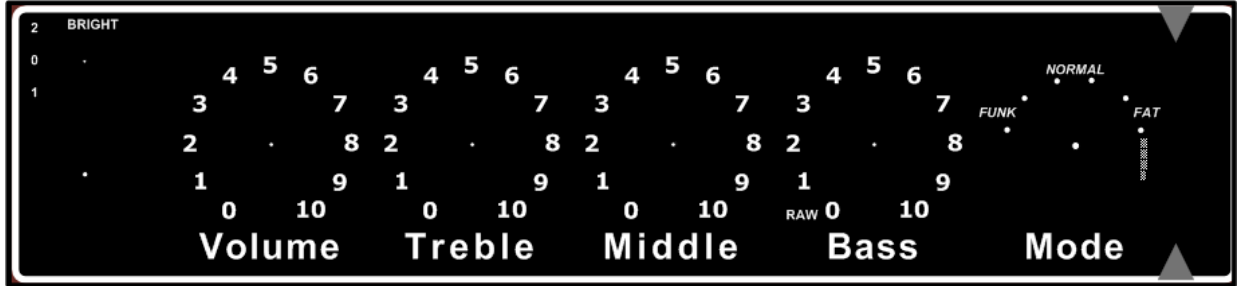 2 BRIGHT
0
1
0 1 2 3 4 5 6 7 8 9 10
Volume
0 1 2 3 4 5 6 7 8 9 10
Treble
0 1 2 3 4 5 6 7 8 9 10
Middle
RAW 0 1 2 3 4 5 6 7 8 9 10
Bass
FUNK NORMAL FAT
Mode